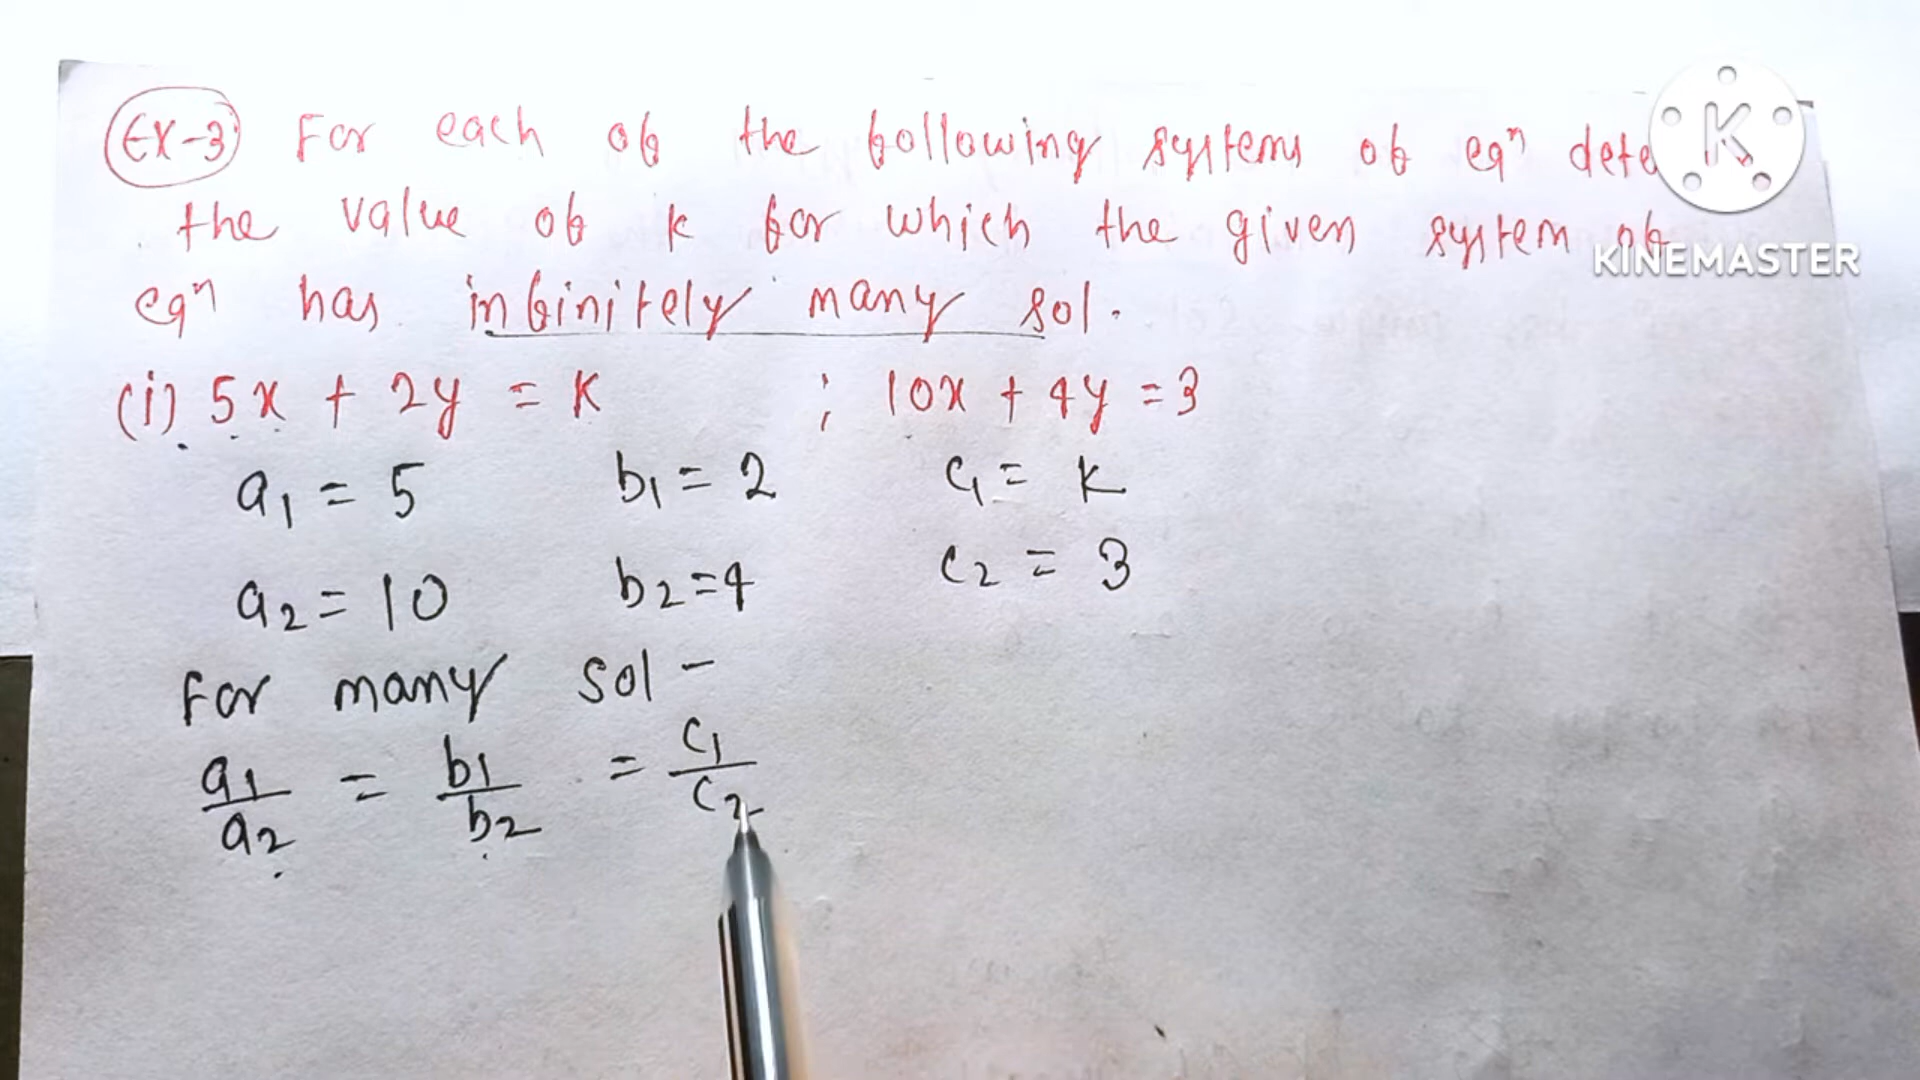 Ex-3 For each of the following systems of eqⁿ dete
the value of k for which the given system of
eqⁿ has infinitely many sol.
(i) 5x + 2y = K ; 10x + 4y = 3
a₁ = 5 b₁ = 2 c₁ = K
a₂ = 10 b₂ = 4 c₂ = 3
For many sol -
a₁/a₂ = b₁/b₂ = c₁/c₂
K
KINEMASTER